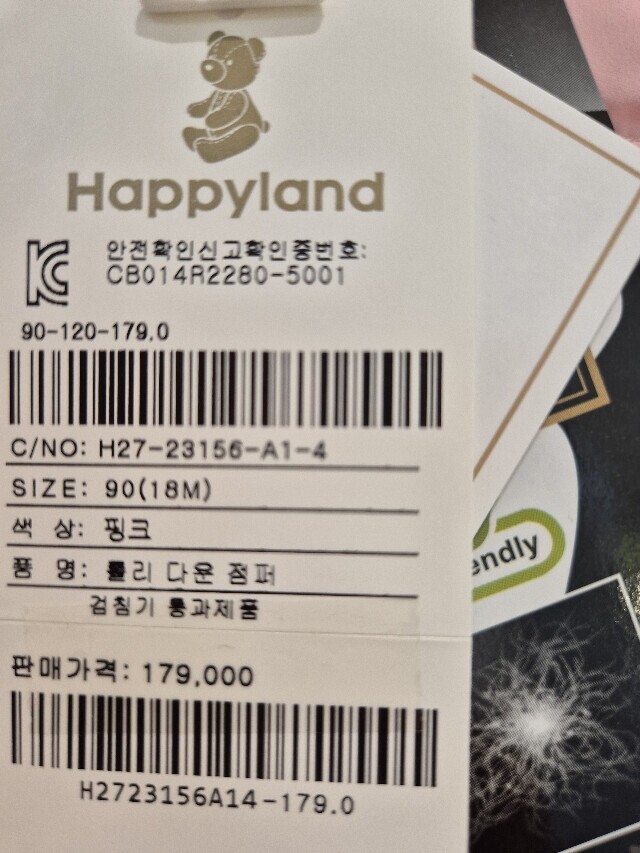 Happyland
안전확인신고확인증번호:
CB014R2280-5001
90-120-179.0
C/NO: H27-23156-A1-4
SIZE: 90(18M)
색 상: 핑크
품 명: 롤리 다운 점퍼
검침기 통과제품
판매가격: 179,000
H2723156A14-179.0
endly